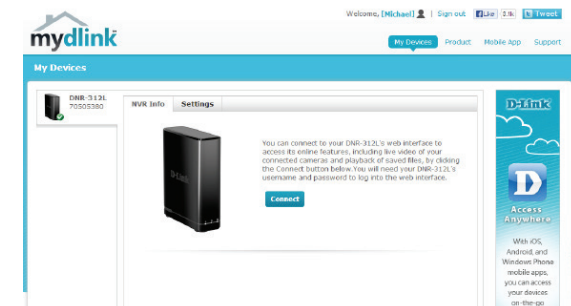 Welcome, [Michael] | Sign out Like Tweet
mydlink
My Devices Product Mobile App Support
My Devices
DNR-312L
70505380
NVR Info Settings
You can connect to your DNR-312L's web interface to
access its online features, including live video of your
connected cameras and playback of saved files, by clicking
the Connect button below.You will need your DNR-312L's
username and password to log into the web interface.
Connect
D-Link
D-Link
D
Access
Anywhere
With iOS,
Android, and
Windows Phone
mobile apps,
you can access
your devices
on-the-go